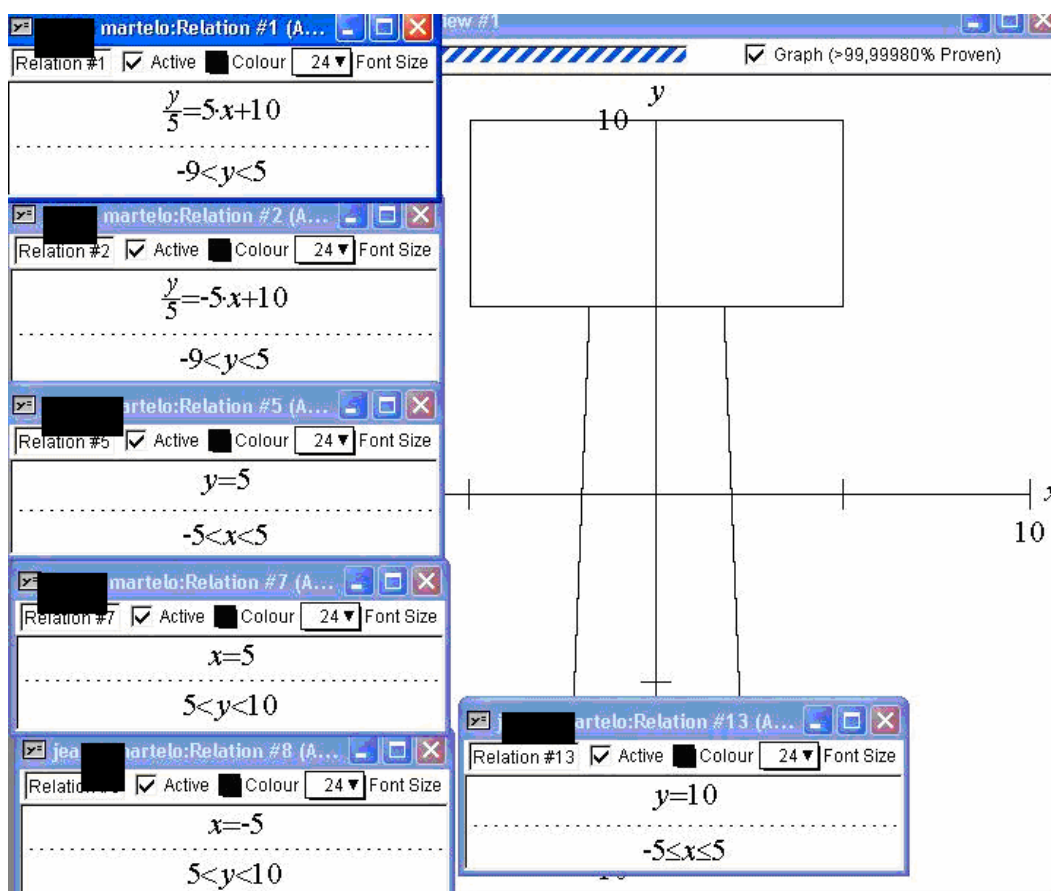 martelo:Relation #1 (A...
Relation #1 Active Colour 24 Font Size
y/5=5·x+10
-9<y<5
martelo:Relation #2 (A...
Relation #2 Active Colour 24 Font Size
y/5=-5·x+10
-9<y<5
artelo:Relation #5 (A...
Relation #5 Active Colour 24 Font Size
y=5
-5<x<5
martelo:Relation #7 (A...
Relation #7 Active Colour 24 Font Size
x=5
5<y<10
jea martelo:Relation #8 (A...
Relation Active Colour 24 Font Size
x=-5
5<y<10
iew #1
Graph (>99,99980% Proven)
y
10
x
10
artelo:Relation #13 (A...
Relation #13 Active Colour 24 Font Size
y=10
-5≤x≤5